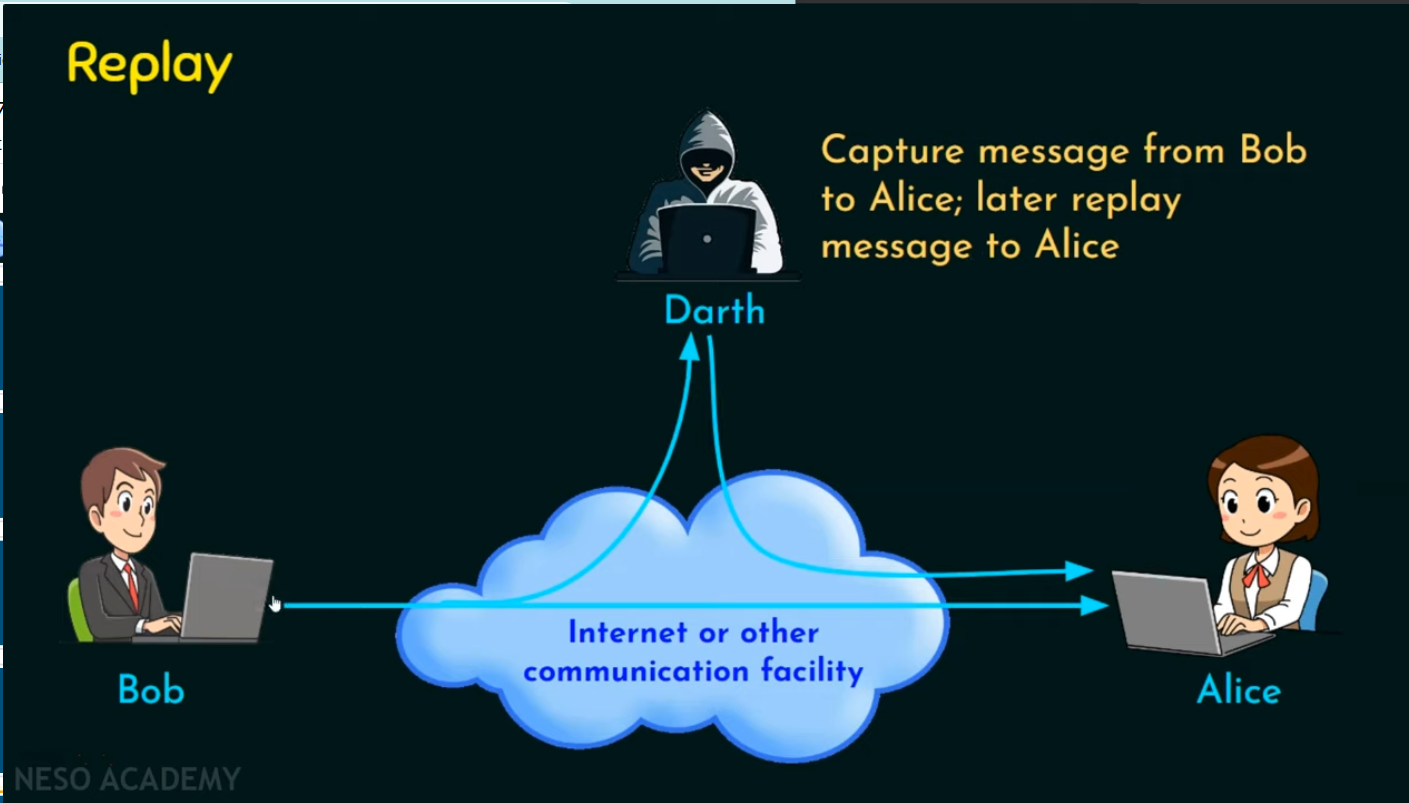 Replay
Capture message from Bob
to Alice; later replay
message to Alice
Darth
Internet or other
communication facility
Bob
Alice
NESO ACADEMY